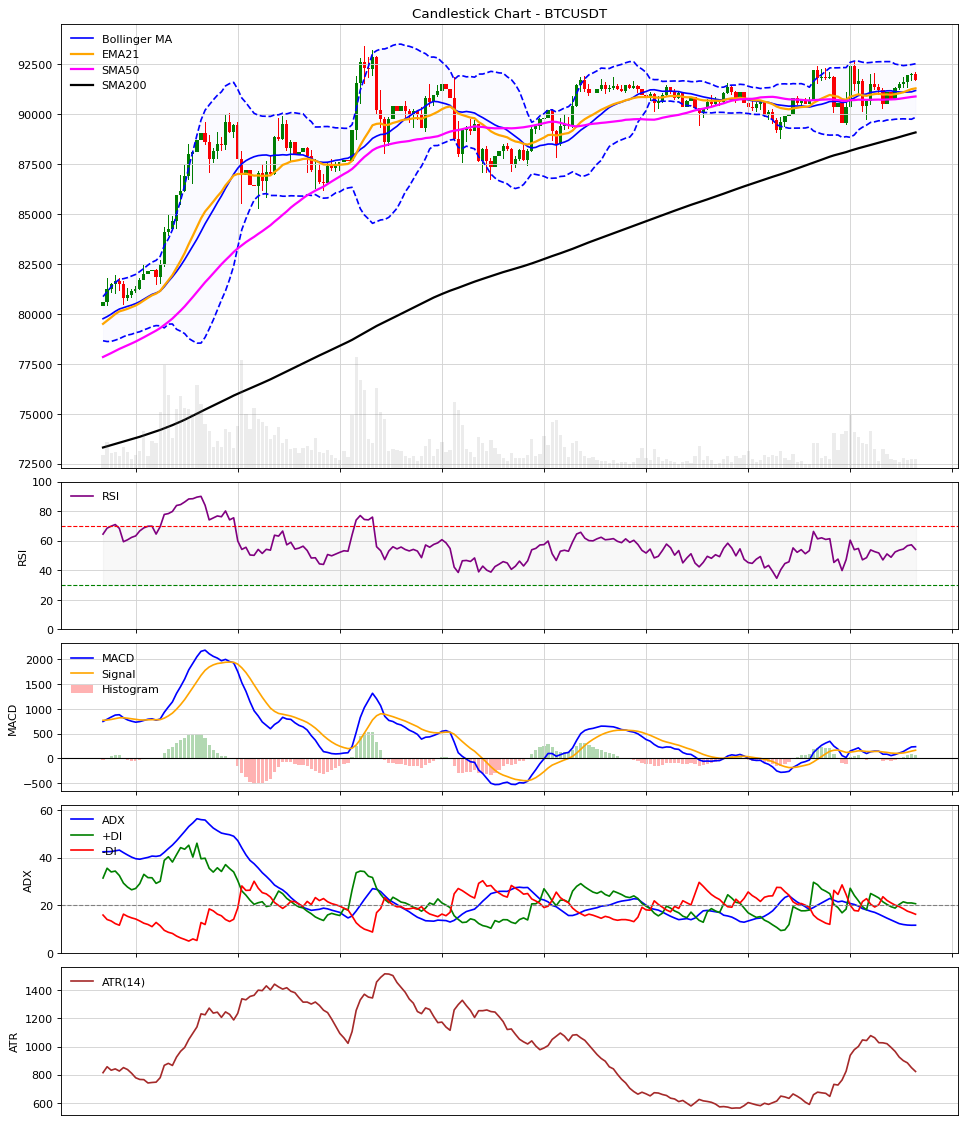 Candlestick Chart - BTCUSDT
Bollinger MA
EMA21
SMA50
SMA200
92500
90000
87500
85000
82500
80000
77500
75000
72500
RSI
RSI
100
80
60
40
20
0
MACD
Signal
Histogram
MACD
2000
1500
1000
500
0
−500
ADX
+DI
-DI
ADX
60
40
20
0
ATR(14)
ATR
1400
1200
1000
800
600